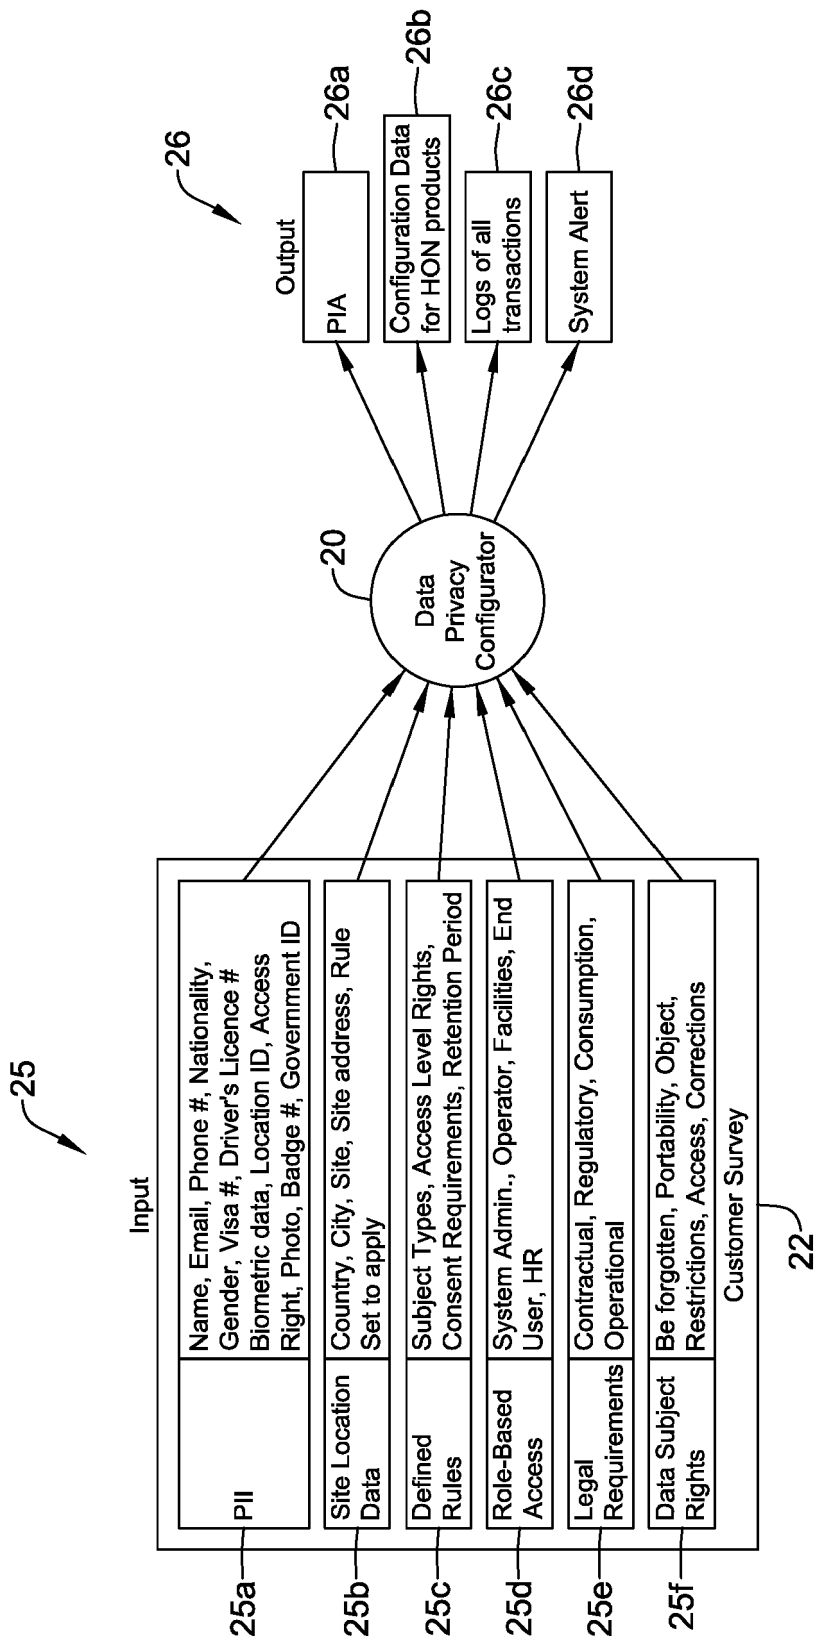 25
Input
25a
PII
Name, Email, Phone #, Nationality,
Gender, Visa #, Driver's Licence #
Biometric data, Location ID, Access
Right, Photo, Badge #, Government ID
25b
Site Location
Data
Country, City, Site, Site address, Rule
Set to apply
25c
Defined
Rules
Subject Types, Access Level Rights,
Consent Requirements, Retention Period
25d
Role-Based
Access
System Admin., Operator, Facilities, End
User, HR
25e
Legal
Requirements
Contractual, Regulatory, Consumption,
Operational
25f
Data Subject
Rights
Be forgotten, Portability, Object,
Restrictions, Access, Corrections
Customer Survey
22
20
Data
Privacy
Configurator
26
Output
PIA
26a
Configuration Data
for HON products
26b
Logs of all
transactions
26c
System Alert
26d